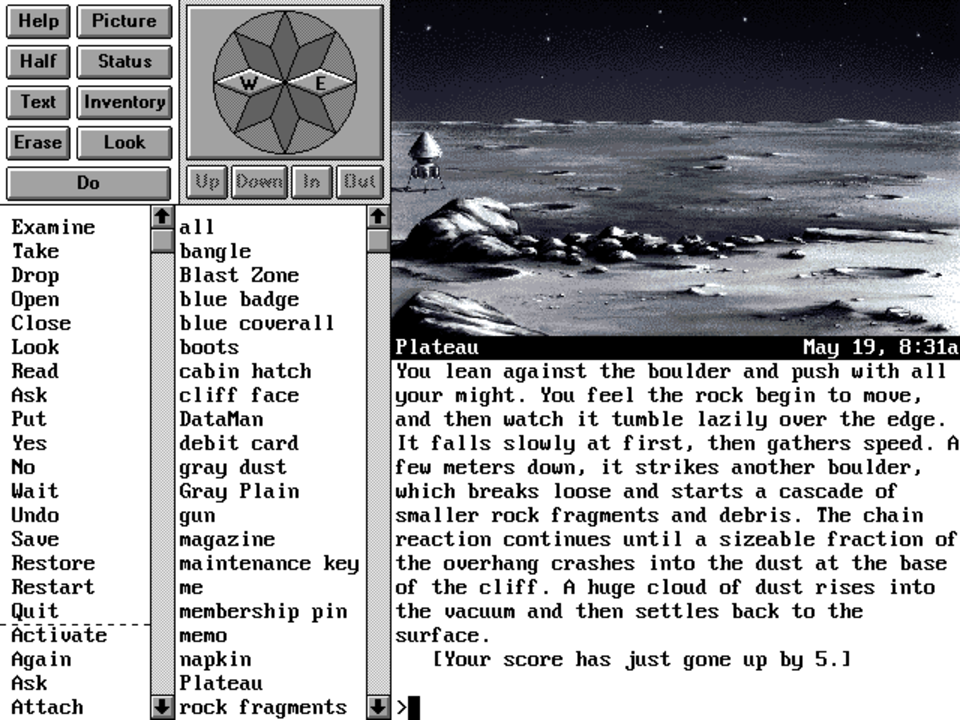 Help Picture
Half Status
Text Inventory
Erase Look
Do
W E
Up Down In Out
Examine
Take
Drop
Open
Close
Look
Read
Ask
Put
Yes
No
Wait
Undo
Save
Restore
Restart
Quit
Activate
Again
Ask
Attach
all
bangle
Blast Zone
blue badge
blue coverall
boots
cabin hatch
cliff face
DataMan
debit card
gray dust
Gray Plain
gun
magazine
maintenance key
me
membership pin
memo
napkin
Plateau
rock fragments
Plateau May 19, 8:31a
You lean against the boulder and push with all
your might. You feel the rock begin to move,
and then watch it tumble lazily over the edge.
It falls slowly at first, then gathers speed. A
few meters down, it strikes another boulder,
which breaks loose and starts a cascade of
smaller rock fragments and debris. The chain
reaction continues until a sizeable fraction of
the overhang crashes into the dust at the base
of the cliff. A huge cloud of dust rises into
the vacuum and then settles back to the
surface.
[Your score has just gone up by 5.]
>